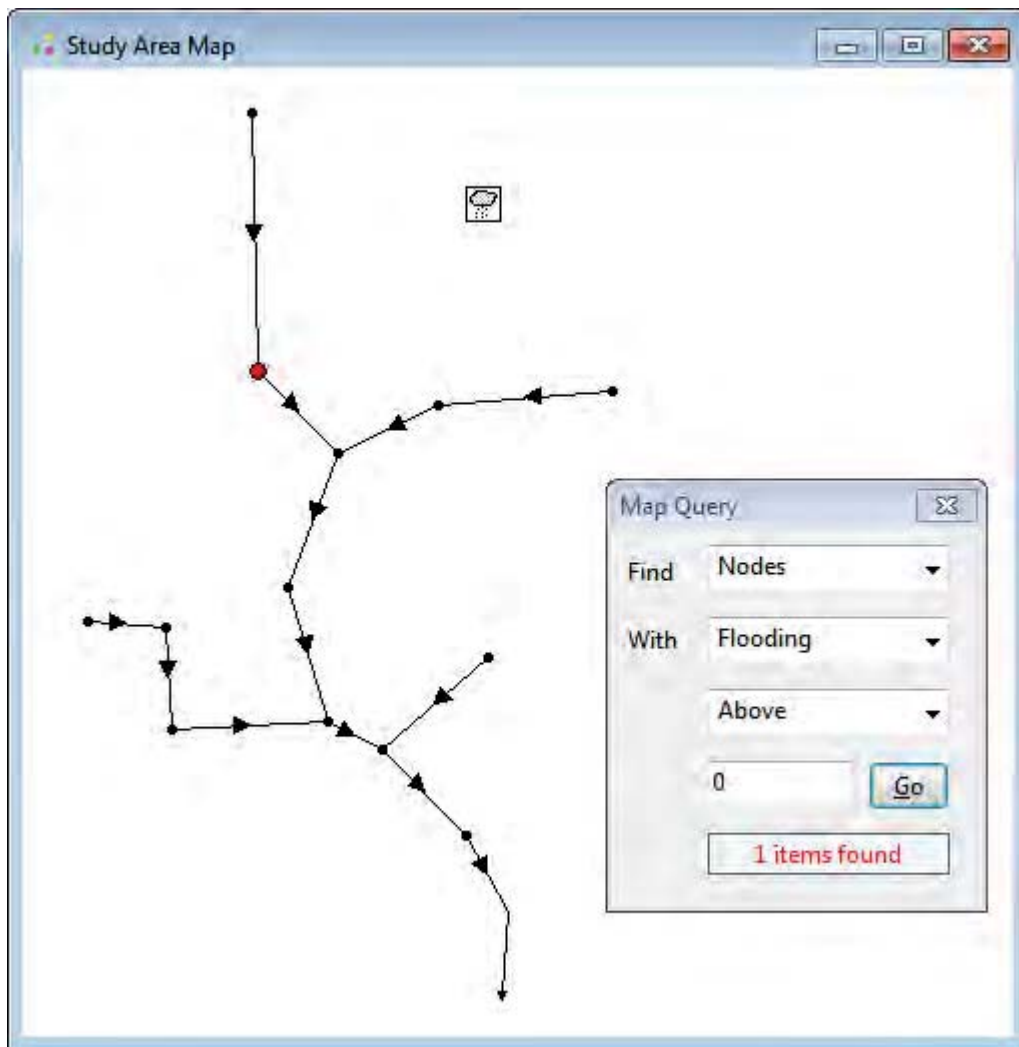 Study Area Map
Map Query
Find Nodes
With Flooding
Above
0 Go
1 items found